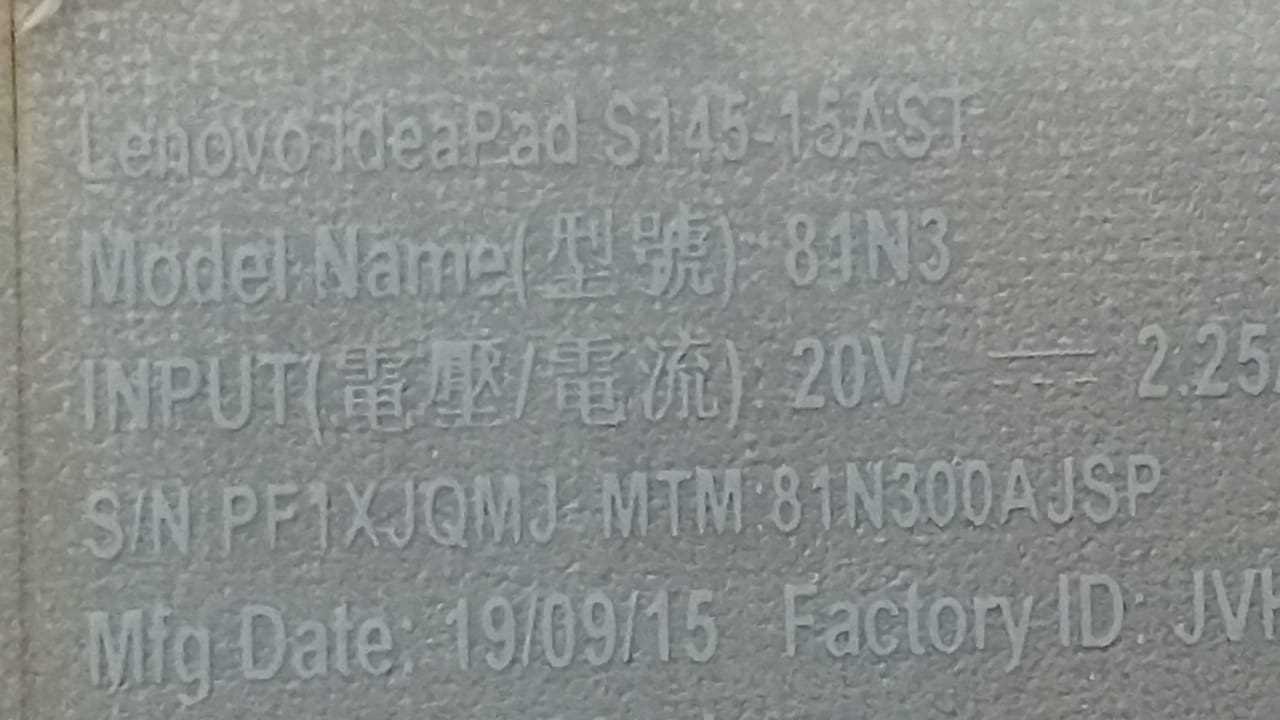 Lenovo IdeaPad S145-15AST
Model Name(型號): 81N3
INPUT(電壓/電流): 20V ⎓ 2.25
S/N PF1XJQMJ MTM:81N300AJSP
Mfg Date: 19/09/15 Factory ID: JV